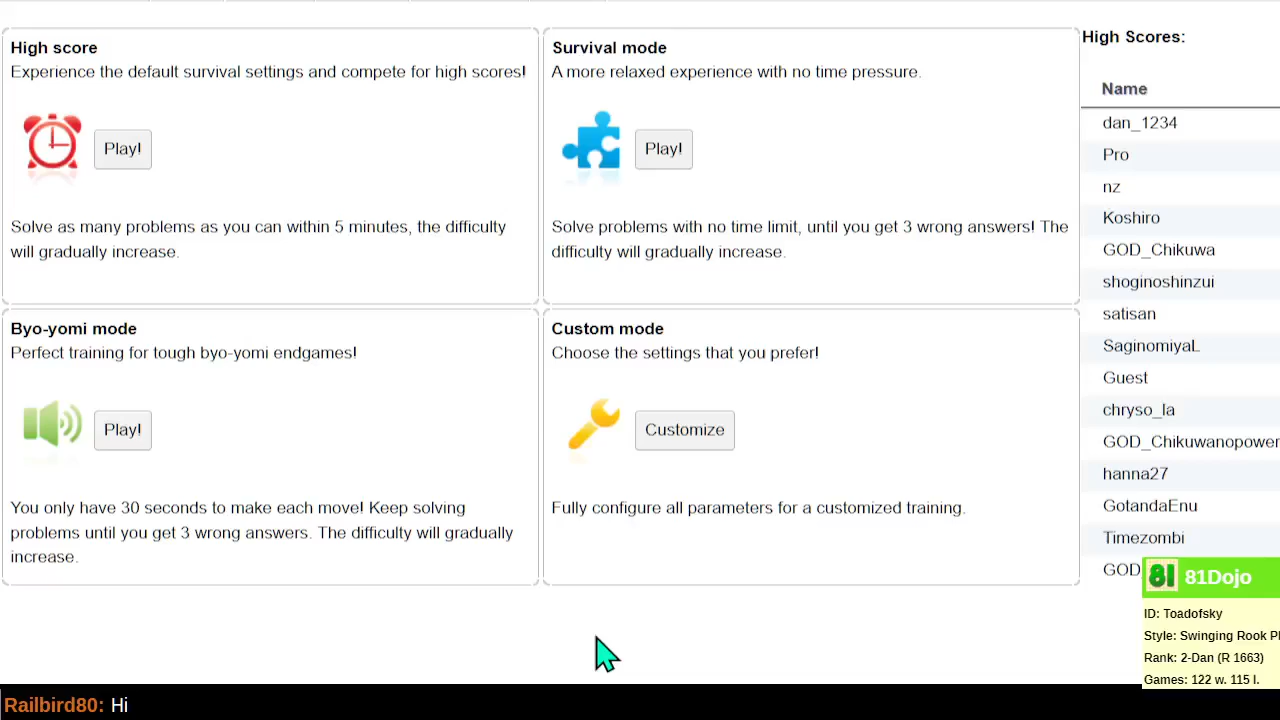 High score
Experience the default survival settings and compete for high scores!
Play!
Solve as many problems as you can within 5 minutes, the difficulty
will gradually increase.
Survival mode
A more relaxed experience with no time pressure.
Play!
Solve problems with no time limit, until you get 3 wrong answers! The
difficulty will gradually increase.
Byo-yomi mode
Perfect training for tough byo-yomi endgames!
Play!
You only have 30 seconds to make each move! Keep solving
problems until you get 3 wrong answers. The difficulty will gradually
increase.
Custom mode
Choose the settings that you prefer!
Customize
Fully configure all parameters for a customized training.
High Scores:
Name
dan_1234
Pro
nz
Koshiro
GOD_Chikuwa
shoginoshinzui
satisan
SaginomiyaL
Guest
chryso_la
GOD_Chikuwanopower
hanna27
GotandaEnu
Timezombi
GOD
81 81Dojo
ID: Toadofsky
Style: Swinging Rook Pl
Rank: 2-Dan (R 1663)
Games: 122 w. 115 l.
Railbird80: Hi